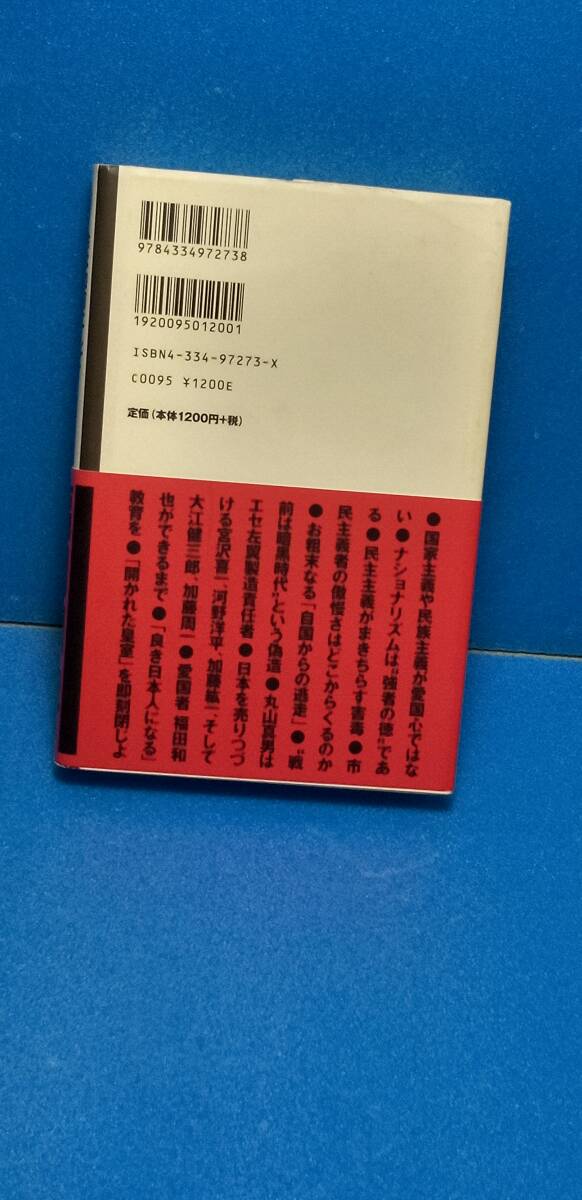 9784334972738
1920095012001
ISBN4-334-97273-X
C0095 ¥1200E
定価(本体1200円+税)
●国家主義や民族主義が愛国心ではな
い●ナショナリズムは“強者の徳”であ
る●民主主義がまきちらす害毒●市
民主義者の傲慢さはどこからくるのか
●お粗末なる「自国からの逃走」●“戦
前は暗黒時代”という偽造●丸山真男は
エセ左翼製造責任者●日本を売りつづ
ける宮沢喜一、河野洋平、加藤紘一、そして
大江健三郎、加藤周一●愛国者 福田和
也ができるまで●「良き日本人になる」
教育を●「開かれた皇室」を即刻閉じよ